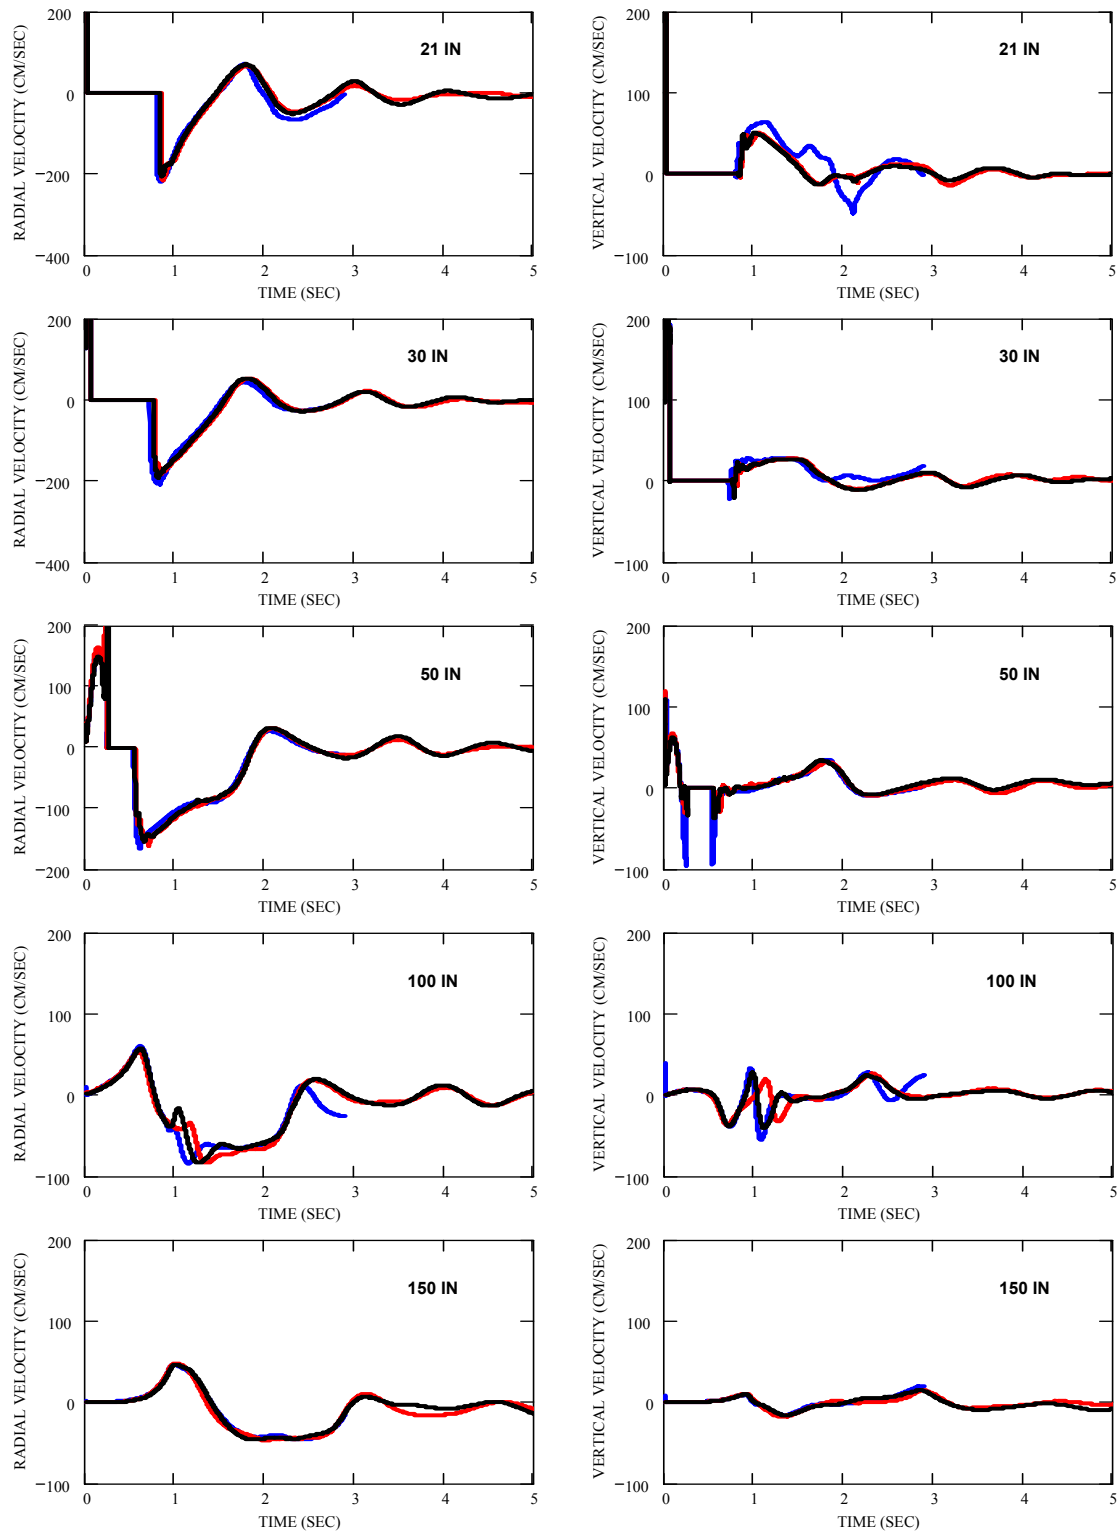 RADIAL VELOCITY (CM/SEC)
200
0
−200
−400
21 IN
0 1 2 3 4 5
TIME (SEC)
VERTICAL VELOCITY (CM/SEC)
200
100
0
−100
21 IN
0 1 2 3 4 5
TIME (SEC)
RADIAL VELOCITY (CM/SEC)
200
0
−200
−400
30 IN
0 1 2 3 4 5
TIME (SEC)
VERTICAL VELOCITY (CM/SEC)
200
100
0
−100
30 IN
0 1 2 3 4 5
TIME (SEC)
RADIAL VELOCITY (CM/SEC)
200
100
0
−100
−200
50 IN
0 1 2 3 4 5
TIME (SEC)
VERTICAL VELOCITY (CM/SEC)
200
100
0
−100
50 IN
0 1 2 3 4 5
TIME (SEC)
RADIAL VELOCITY (CM/SEC)
200
100
0
−100
100 IN
0 1 2 3 4 5
TIME (SEC)
VERTICAL VELOCITY (CM/SEC)
200
100
0
−100
100 IN
0 1 2 3 4 5
TIME (SEC)
RADIAL VELOCITY (CM/SEC)
200
100
0
−100
150 IN
0 1 2 3 4 5
TIME (SEC)
VERTICAL VELOCITY (CM/SEC)
200
100
0
−100
150 IN
0 1 2 3 4 5
TIME (SEC)